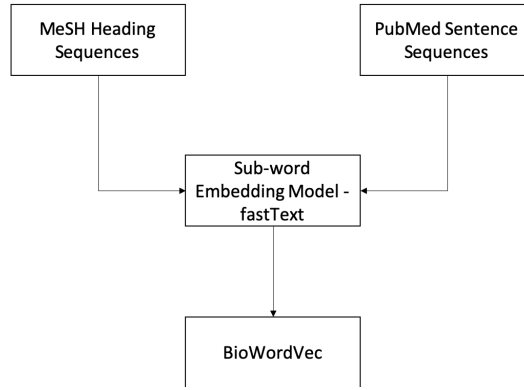 MeSH Heading
Sequences
PubMed Sentence
Sequences
Sub-word
Embedding Model -
fastText
BioWordVec